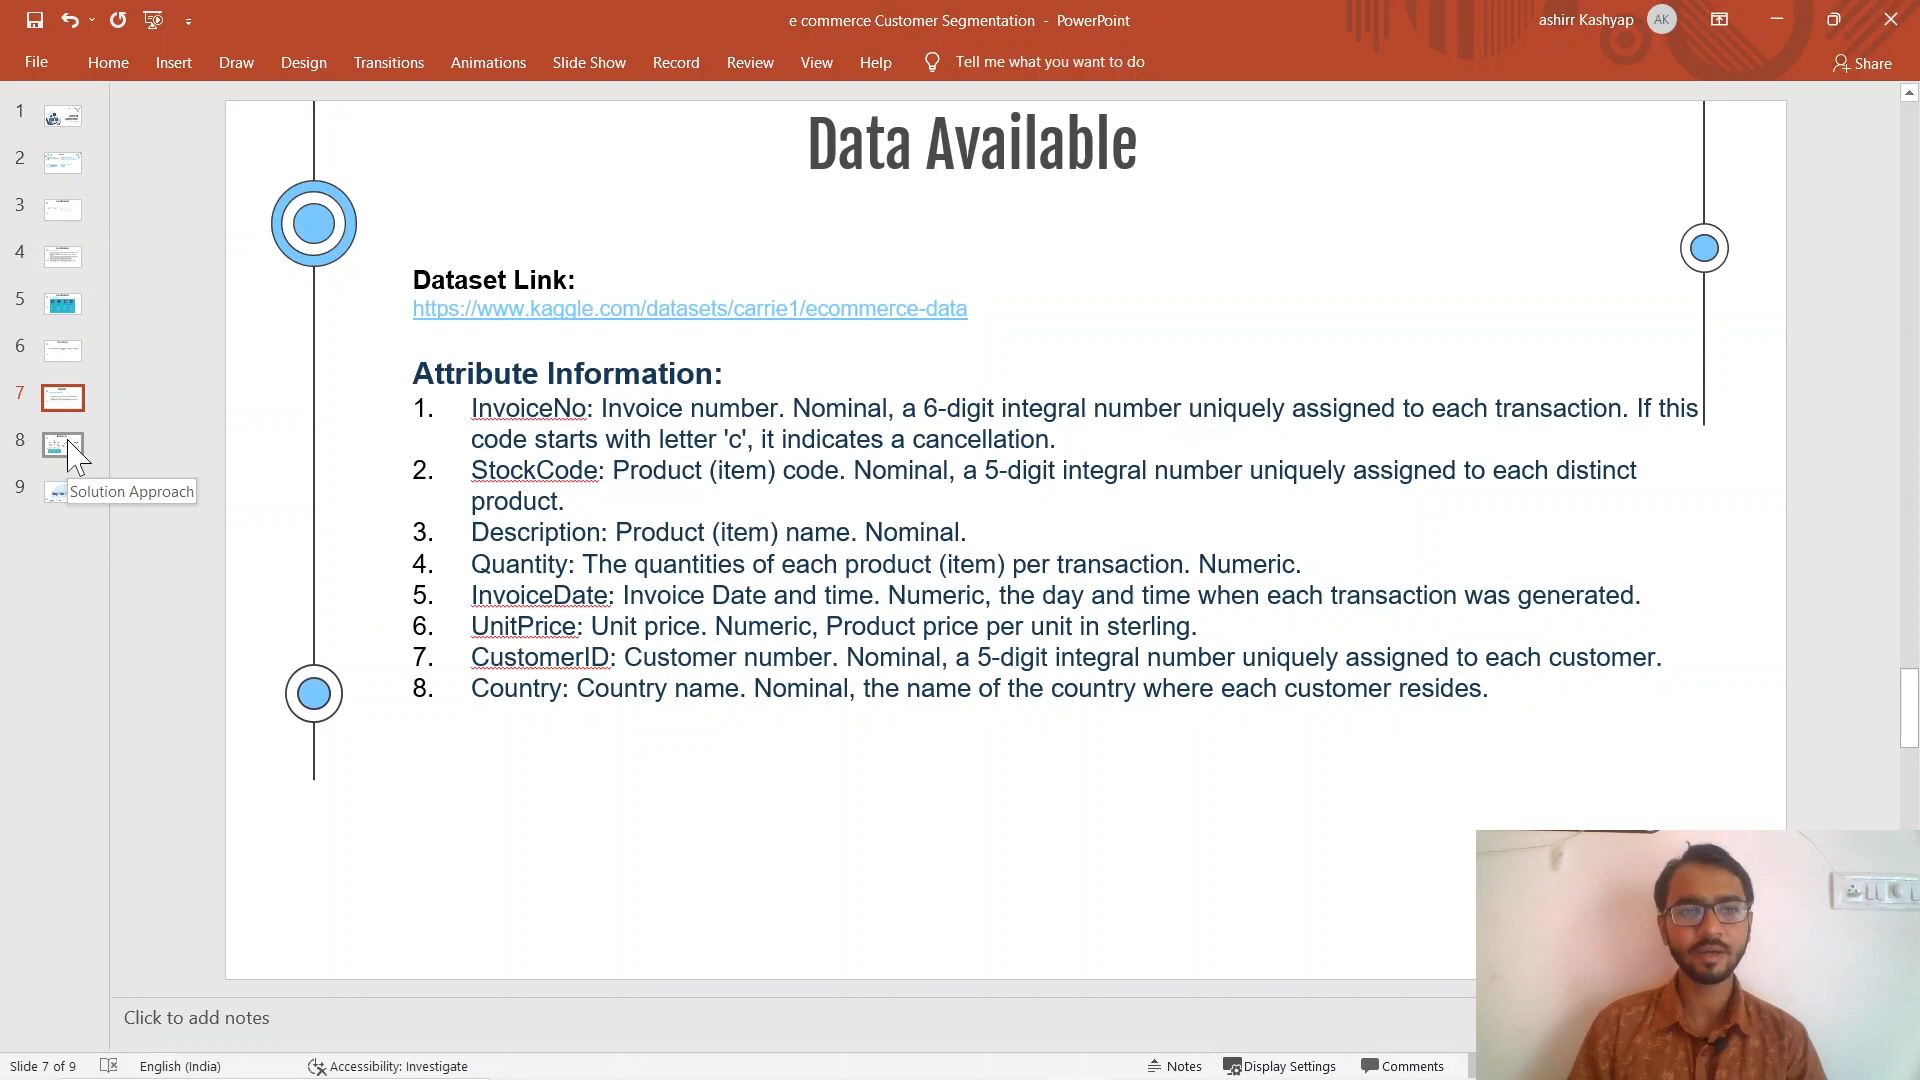 e commerce Customer Segmentation - PowerPoint
ashirr Kashyap AK
File Home Insert Draw Design Transitions Animations Slide Show Record Review View Help Tell me what you want to do Share
1
2
3
4
5
6
7
8
9
Solution Approach
Data Available
Dataset Link:
https://www.kaggle.com/datasets/carrie1/ecommerce-data
Attribute Information:
1. InvoiceNo: Invoice number. Nominal, a 6-digit integral number uniquely assigned to each transaction. If this
code starts with letter 'c', it indicates a cancellation.
2. StockCode: Product (item) code. Nominal, a 5-digit integral number uniquely assigned to each distinct
product.
3. Description: Product (item) name. Nominal.
4. Quantity: The quantities of each product (item) per transaction. Numeric.
5. InvoiceDate: Invoice Date and time. Numeric, the day and time when each transaction was generated.
6. UnitPrice: Unit price. Numeric, Product price per unit in sterling.
7. CustomerID: Customer number. Nominal, a 5-digit integral number uniquely assigned to each customer.
8. Country: Country name. Nominal, the name of the country where each customer resides.
Click to add notes
Slide 7 of 9 English (India) Accessibility: Investigate Notes Display Settings Comments